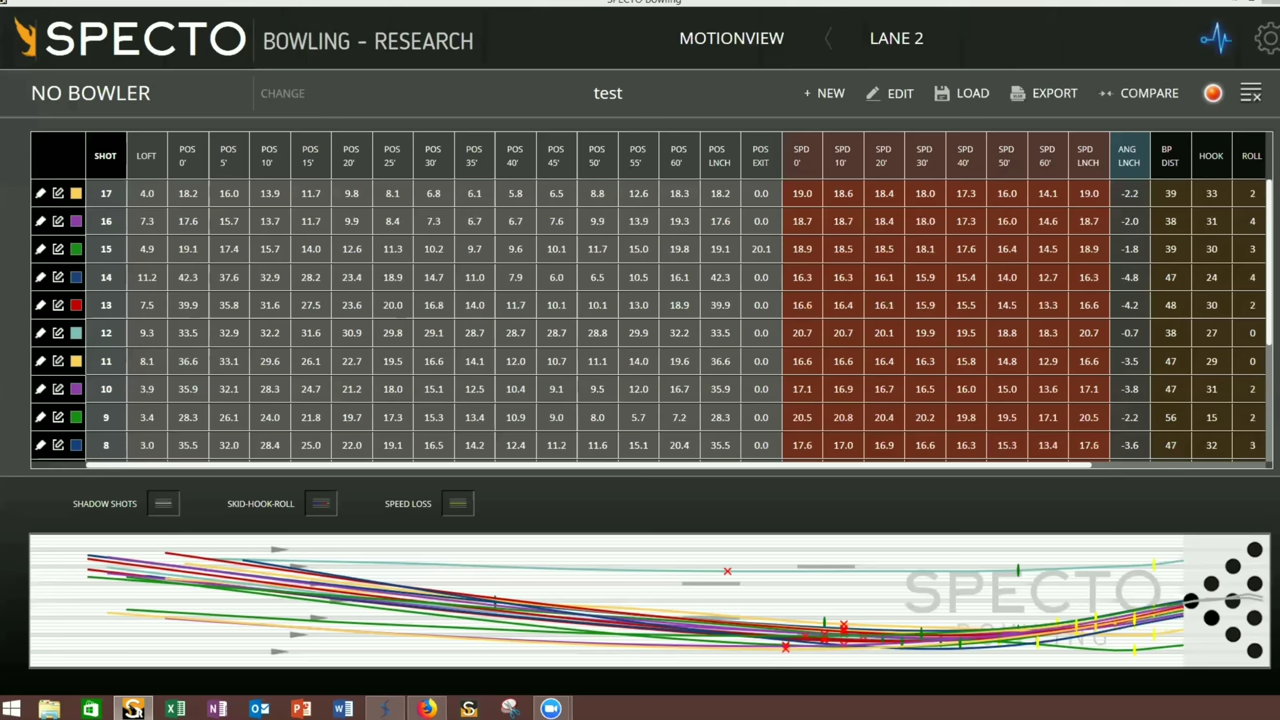 SPECTO Bowling
SPECTO BOWLING - RESEARCH MOTIONVIEW LANE 2
NO BOWLER CHANGE test + NEW EDIT LOAD EXPORT COMPARE
SHOT LOFT POS 0' POS 5' POS 10' POS 15' POS 20' POS 25' POS 30' POS 35' POS 40' POS 45' POS 50' POS 55' POS 60' POS LNCH POS EXIT SPD 0' SPD 10' SPD 20' SPD 30' SPD 40' SPD 50' SPD 60' SPD LNCH ANG LNCH BP DIST HOOK ROLL
17 4.0 18.2 16.0 13.9 11.7 9.8 8.1 6.8 6.1 5.8 6.5 8.8 12.6 18.3 18.2 0.0 19.0 18.6 18.4 18.0 17.3 16.0 14.1 19.0 -2.2 39 33 2
16 7.3 17.6 15.7 13.7 11.7 9.9 8.4 7.3 6.7 6.7 7.6 9.9 13.9 19.3 17.6 0.0 18.7 18.7 18.4 18.0 17.4 16.0 14.6 18.7 -2.0 38 31 4
15 4.9 19.1 17.4 15.7 14.0 12.6 11.3 10.2 9.7 9.6 10.1 11.7 15.0 19.8 19.1 20.1 18.9 18.5 18.5 18.1 17.6 16.4 14.5 18.9 -1.8 39 30 3
14 11.2 42.3 37.6 32.9 28.2 23.4 18.9 14.7 11.0 7.9 6.0 6.5 10.5 16.1 42.3 0.0 16.3 16.3 16.1 15.9 15.4 14.0 12.7 16.3 -4.8 47 24 4
13 7.5 39.9 35.8 31.6 27.5 23.6 20.0 16.8 14.0 11.7 10.1 10.1 13.0 18.9 39.9 0.0 16.6 16.4 16.1 15.9 15.5 14.5 13.3 16.6 -4.2 48 30 2
12 9.3 33.5 32.9 32.2 31.6 30.9 29.8 29.1 28.7 28.7 28.7 28.8 29.9 32.2 33.5 0.0 20.7 20.7 20.1 19.9 19.5 18.8 18.3 20.7 -0.7 38 27 0
11 8.1 36.6 33.1 29.6 26.1 22.7 19.5 16.6 14.1 12.0 10.7 11.1 14.0 19.6 36.6 0.0 16.6 16.6 16.4 16.3 15.8 14.8 12.9 16.6 -3.5 47 29 0
10 3.9 35.9 32.1 28.3 24.7 21.2 18.0 15.1 12.5 10.4 9.1 9.5 12.0 16.7 35.9 0.0 17.1 16.9 16.7 16.5 16.0 15.0 13.6 17.1 -3.8 47 31 2
9 3.4 28.3 26.1 24.0 21.8 19.7 17.3 15.3 13.4 10.9 9.0 8.0 5.7 7.2 28.3 0.0 20.5 20.8 20.4 20.2 19.8 19.5 17.1 20.5 -2.2 56 15 2
8 3.0 35.5 32.0 28.4 25.0 22.0 19.1 16.5 14.2 12.4 11.2 11.6 15.1 20.4 35.5 0.0 17.6 17.0 16.9 16.6 16.3 15.3 13.4 17.6 -3.6 47 32 3
SHADOW SHOTS SKID-HOOK-ROLL SPEED LOSS
SPECTO
BOWLING